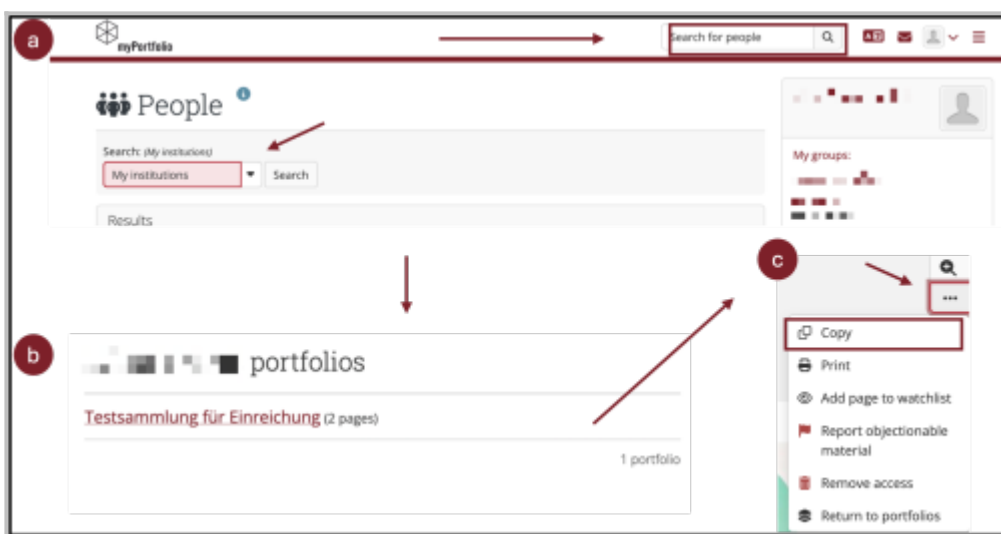 a
myPortfolio
Search for people
People
Search: (My institutions)
My institutions
Search
Results
My groups:
b
portfolios
Testsammlung für Einreichung (2 pages)
1 portfolio
c
Copy
Print
Add page to watchlist
Report objectionable
material
Remove access
Return to portfolios